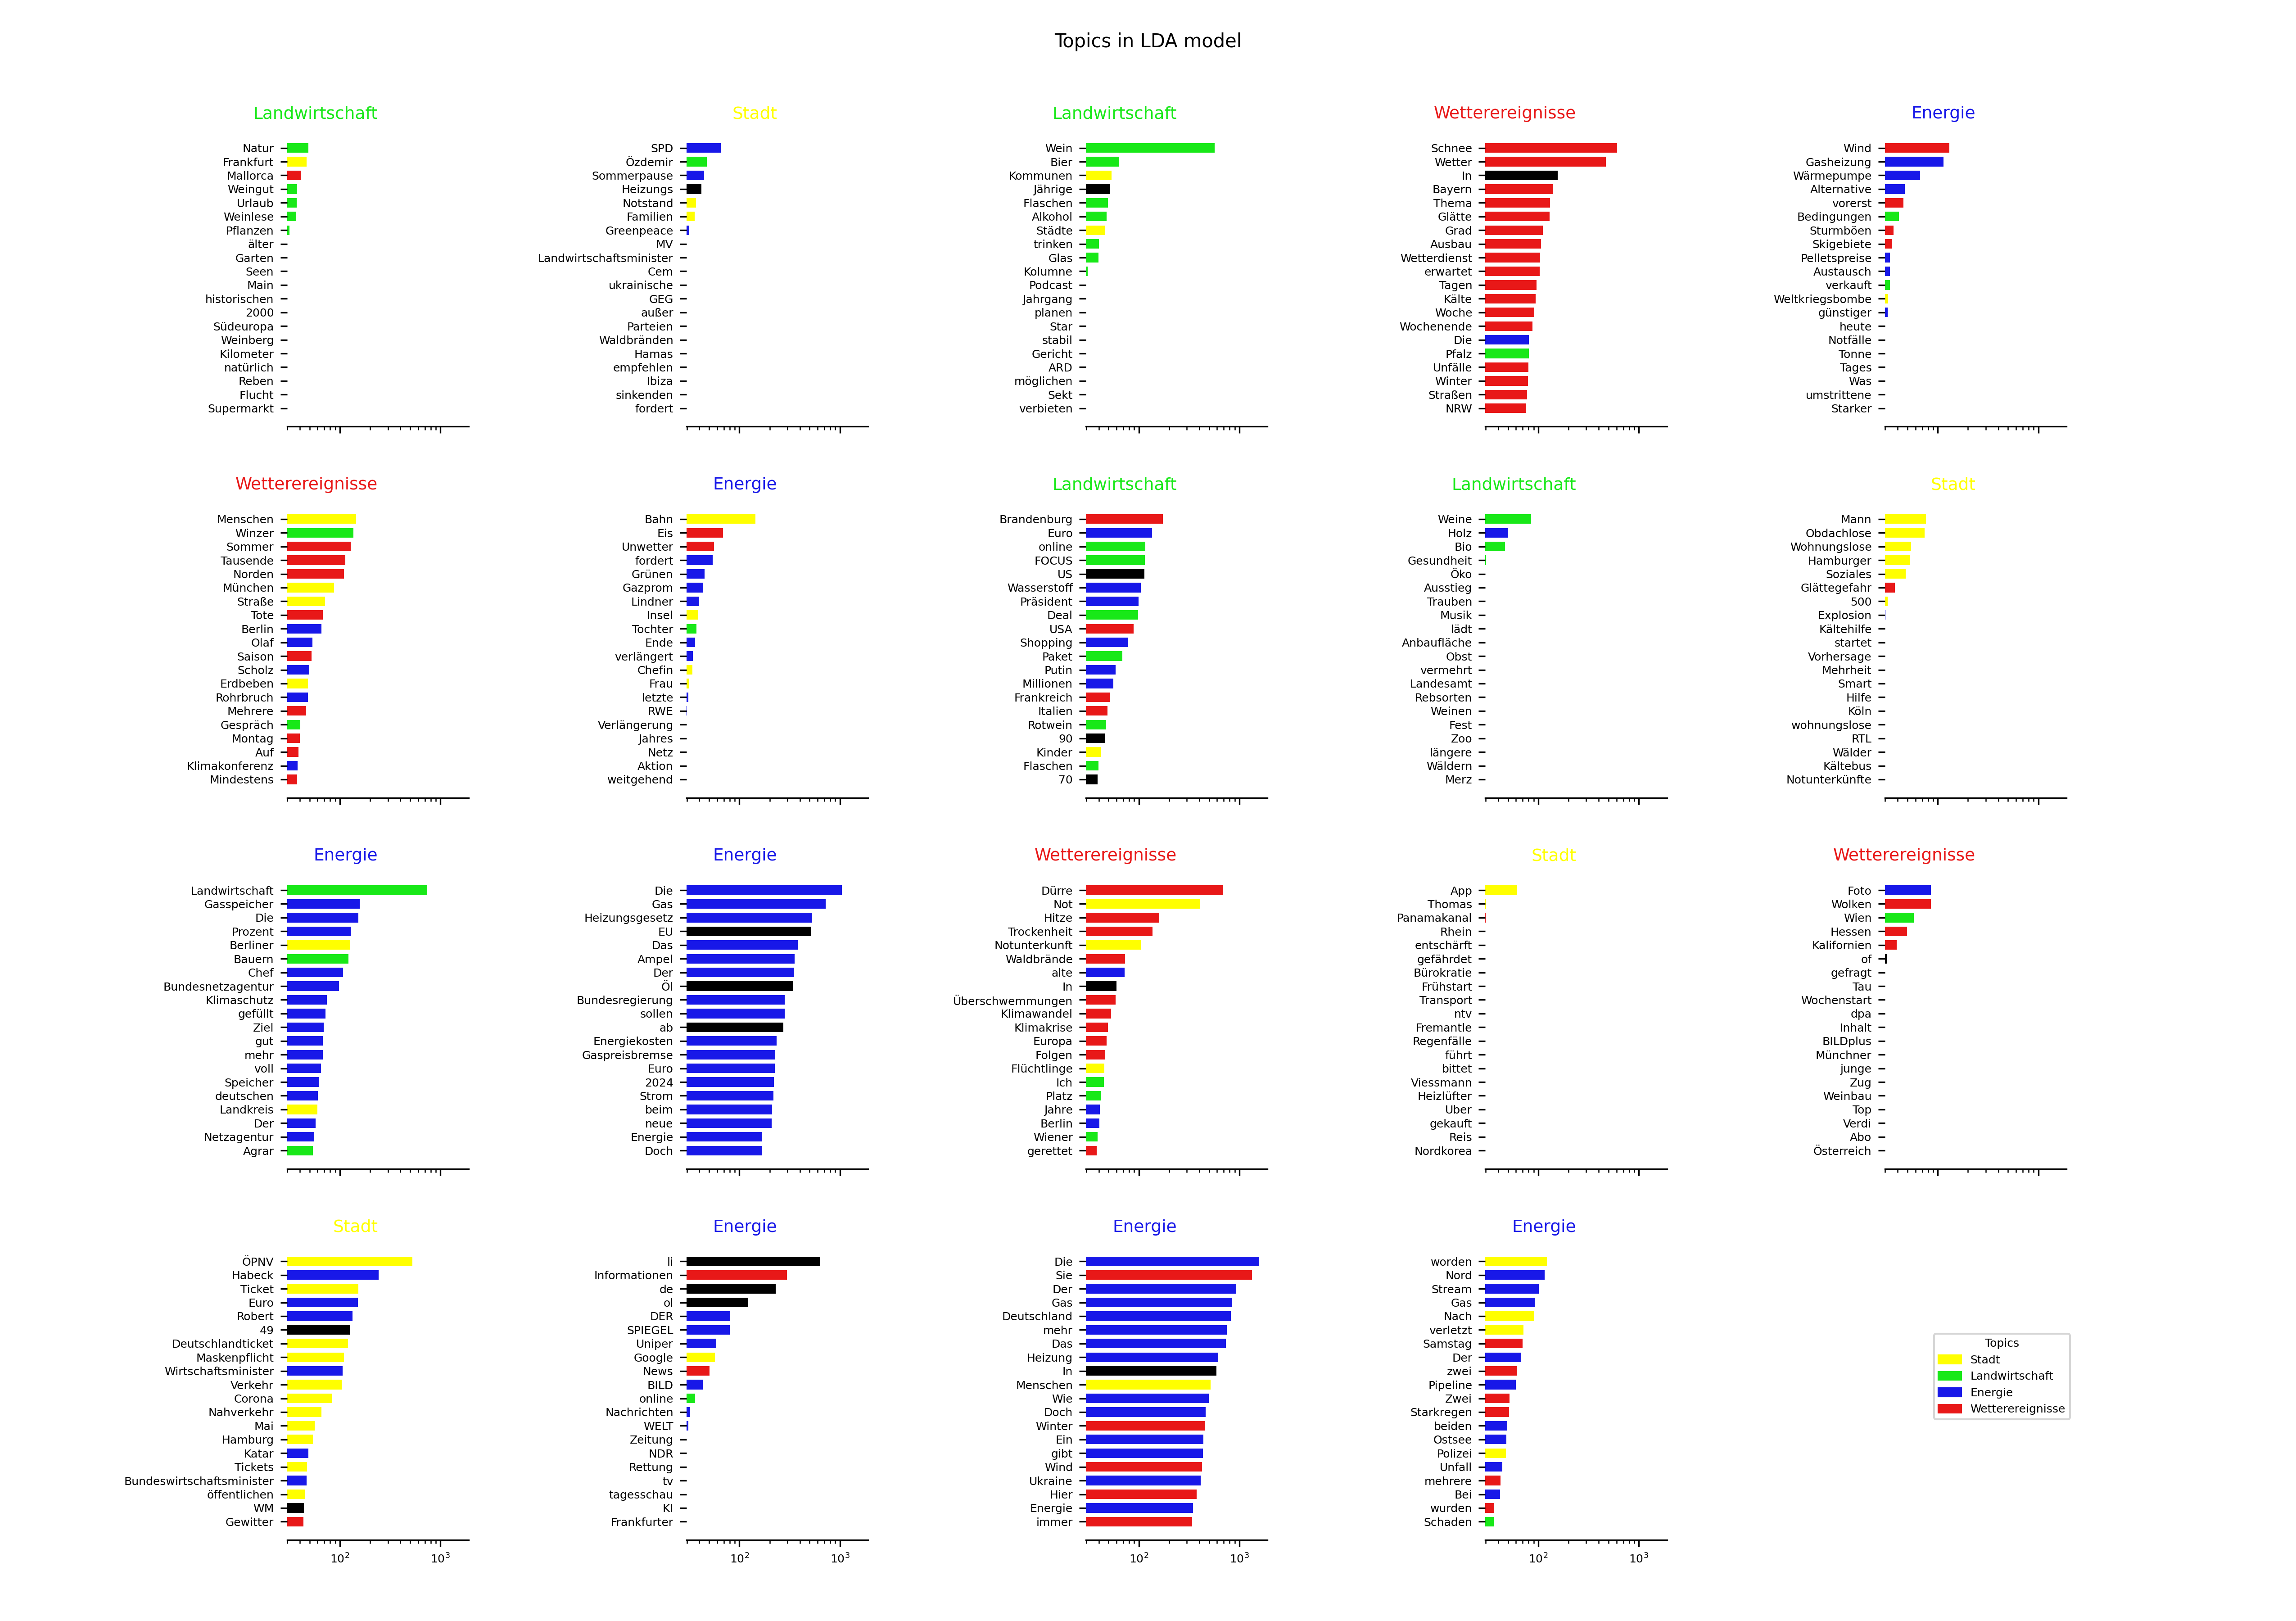 Topics in LDA model
Landwirtschaft
Natur
Frankfurt
Mallorca
Weingut
Urlaub
Weinlese
Pflanzen
älter
Garten
Seen
Main
historischen
2000
Südeuropa
Weinberg
Kilometer
natürlich
Reben
Flucht
Supermarkt
Stadt
SPD
Özdemir
Sommerpause
Heizungs
Notstand
Familien
Greenpeace
MV
Landwirtschaftsminister
Cem
ukrainische
GEG
außer
Parteien
Waldbränden
Hamas
empfehlen
Ibiza
sinkenden
fordert
Landwirtschaft
Wein
Bier
Kommunen
Jährige
Flaschen
Alkohol
Städte
trinken
Glas
Kolumne
Podcast
Jahrgang
planen
Star
stabil
Gericht
ARD
möglichen
Sekt
verbieten
Wetterereignisse
Schnee
Wetter
In
Bayern
Thema
Glätte
Grad
Ausbau
Wetterdienst
erwartet
Tagen
Kälte
Woche
Wochenende
Die
Pfalz
Unfälle
Winter
Straßen
NRW
Energie
Wind
Gasheizung
Wärmepumpe
Alternative
vorerst
Bedingungen
Sturmböen
Skigebiete
Pelletspreise
Austausch
verkauft
Weltkriegsbombe
günstiger
heute
Notfälle
Tonne
Tages
Was
umstrittene
Starker
Wetterereignisse
Menschen
Winzer
Sommer
Tausende
Norden
München
Straße
Tote
Berlin
Olaf
Saison
Scholz
Erdbeben
Rohrbruch
Mehrere
Gespräch
Montag
Auf
Klimakonferenz
Mindestens
Energie
Bahn
Eis
Unwetter
fordert
Grünen
Gazprom
Lindner
Insel
Tochter
Ende
verlängert
Chefin
Frau
letzte
RWE
Verlängerung
Jahres
Netz
Aktion
weitgehend
Landwirtschaft
Brandenburg
Euro
online
FOCUS
US
Wasserstoff
Präsident
Deal
USA
Shopping
Paket
Putin
Millionen
Frankreich
Italien
Rotwein
90
Kinder
Flaschen
70
Landwirtschaft
Weine
Holz
Bio
Gesundheit
Öko
Ausstieg
Trauben
Musik
lädt
Anbaufläche
Obst
vermehrt
Landesamt
Rebsorten
Weinen
Fest
Zoo
längere
Wäldern
Merz
Stadt
Mann
Obdachlose
Wohnungslose
Hamburger
Soziales
Glättegefahr
500
Explosion
Kältehilfe
startet
Vorhersage
Mehrheit
Smart
Hilfe
Köln
wohnungslose
RTL
Wälder
Kältebus
Notunterkünfte
Energie
Landwirtschaft
Gasspeicher
Die
Prozent
Berliner
Bauern
Chef
Bundesnetzagentur
Klimaschutz
gefüllt
Ziel
gut
mehr
voll
Speicher
deutschen
Landkreis
Der
Netzagentur
Agrar
Energie
Die
Gas
Heizungsgesetz
EU
Das
Ampel
Der
Öl
Bundesregierung
sollen
ab
Energiekosten
Gaspreisbremse
Euro
2024
Strom
beim
neue
Energie
Doch
Wetterereignisse
Dürre
Not
Hitze
Trockenheit
Notunterkunft
Waldbrände
alte
In
Überschwemmungen
Klimawandel
Klimakrise
Europa
Folgen
Flüchtlinge
Ich
Platz
Jahre
Berlin
Wiener
gerettet
Stadt
App
Thomas
Panamakanal
Rhein
entschärft
gefährdet
Bürokratie
Frühstart
Transport
ntv
Fremantle
Regenfälle
führt
bittet
Viessmann
Heizlüfter
Uber
gekauft
Reis
Nordkorea
Wetterereignisse
Foto
Wolken
Wien
Hessen
Kalifornien
of
gefragt
Tau
Wochenstart
dpa
Inhalt
BILDplus
Münchner
junge
Zug
Weinbau
Top
Verdi
Abo
Österreich
Stadt
ÖPNV
Habeck
Ticket
Euro
Robert
49
Deutschlandticket
Maskenpflicht
Wirtschaftsminister
Verkehr
Corona
Nahverkehr
Mai
Hamburg
Katar
Tickets
Bundeswirtschaftsminister
öffentlichen
WM
Gewitter
10²
10³
Energie
li
Informationen
de
ol
DER
SPIEGEL
Uniper
Google
News
BILD
online
Nachrichten
WELT
Zeitung
NDR
Rettung
tv
tagesschau
KI
Frankfurter
10²
10³
Energie
Die
Sie
Der
Gas
Deutschland
mehr
Das
Heizung
In
Menschen
Wie
Doch
Winter
Ein
gibt
Wind
Ukraine
Hier
Energie
immer
10²
10³
Energie
worden
Nord
Stream
Gas
Nach
verletzt
Samstag
Der
zwei
Pipeline
Zwei
Starkregen
beiden
Ostsee
Polizei
Unfall
mehrere
Bei
wurden
Schaden
10²
10³
Topics
Stadt
Landwirtschaft
Energie
Wetterereignisse